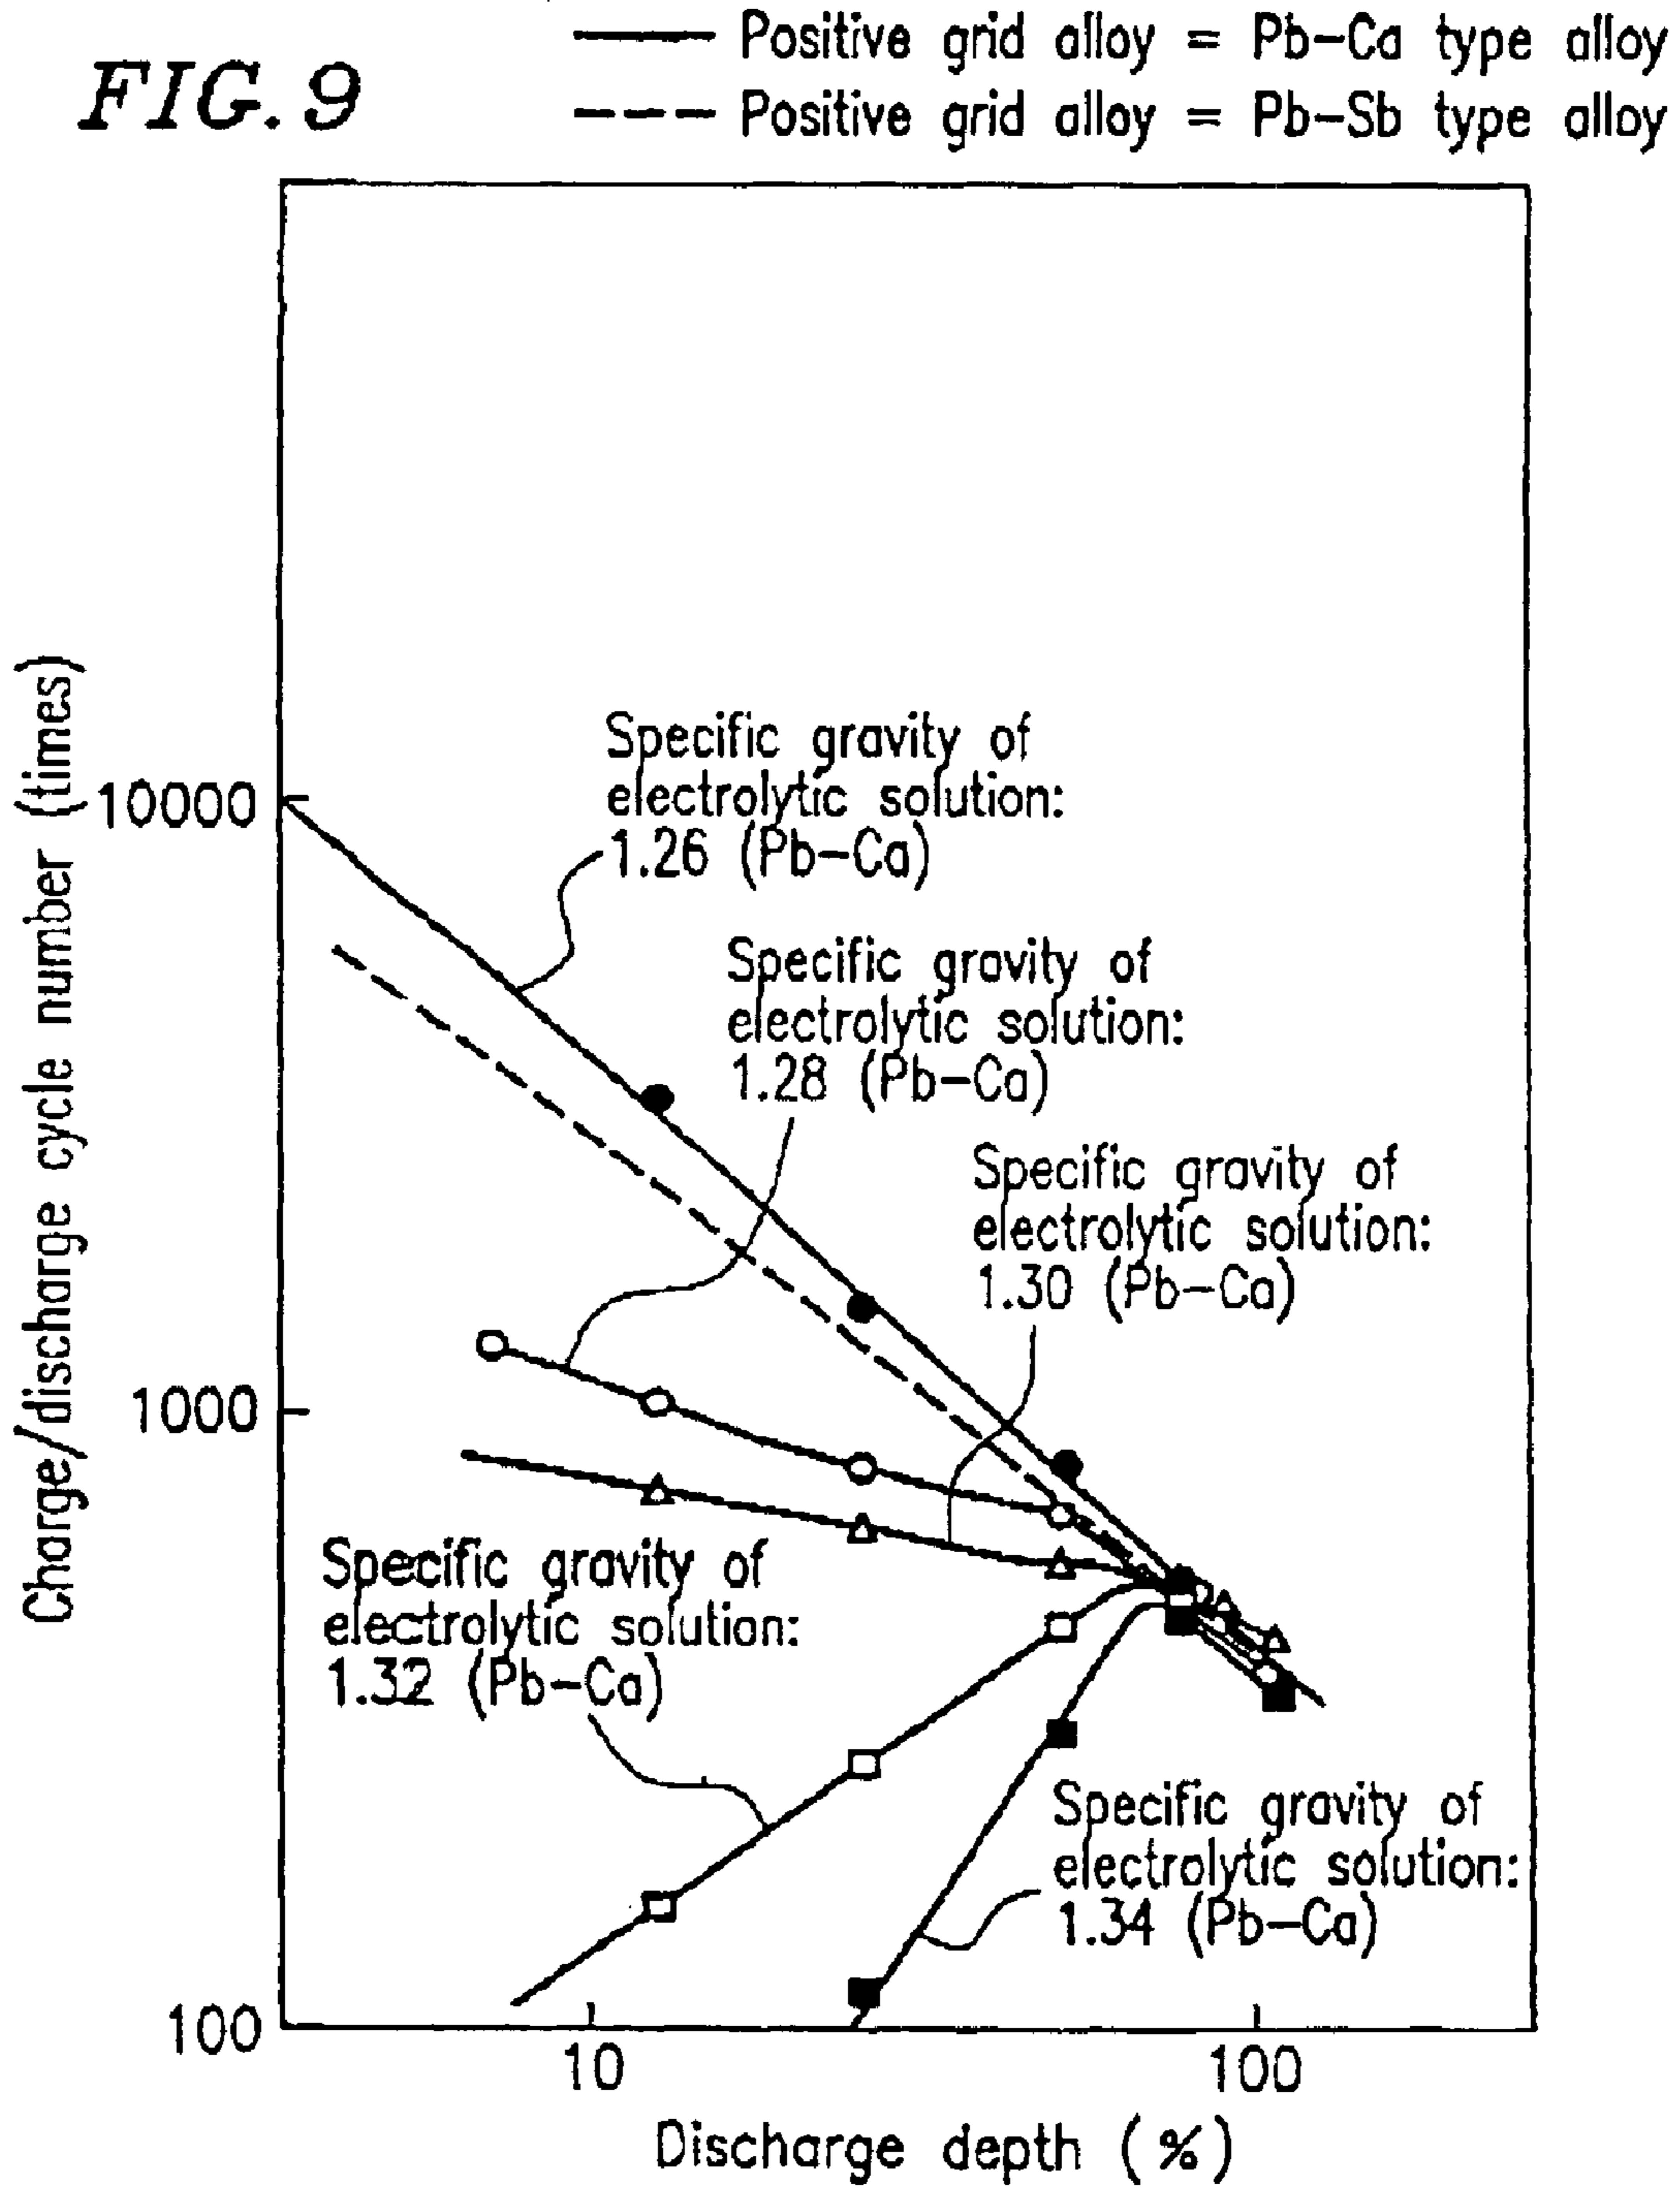 FIG. 9
Positive grid alloy = Pb-Ca type alloy
Positive grid alloy = Pb-Sb type alloy
Charge/discharge cycle number (times)
10000
1000
100
Specific gravity of
electrolytic solution:
1.26 (Pb-Ca)
Specific gravity of
electrolytic solution:
1.28 (Pb-Ca)
Specific gravity of
electrolytic solution:
1.30 (Pb-Ca)
Specific gravity of
electrolytic solution:
1.32 (Pb-Ca)
Specific gravity of
electrolytic solution:
1.34 (Pb-Ca)
10
100
Discharge depth (%)